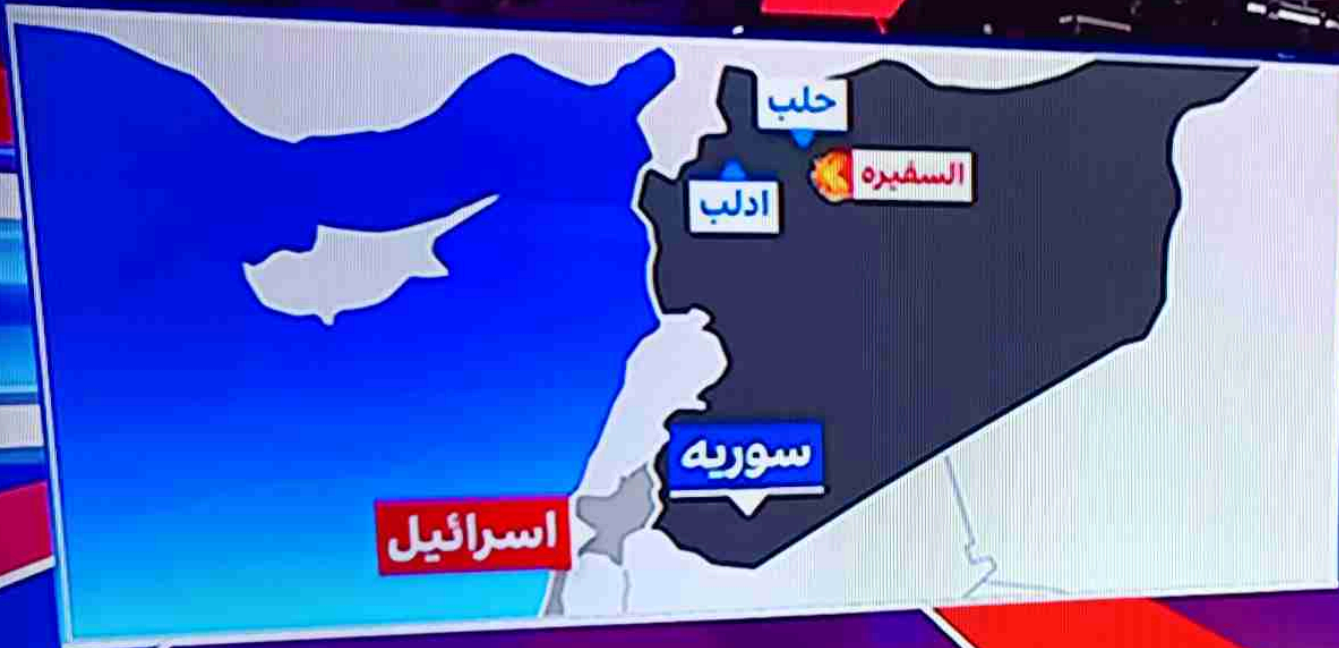 حلب
السفيره
ادلب
سوريه
اسرائيل